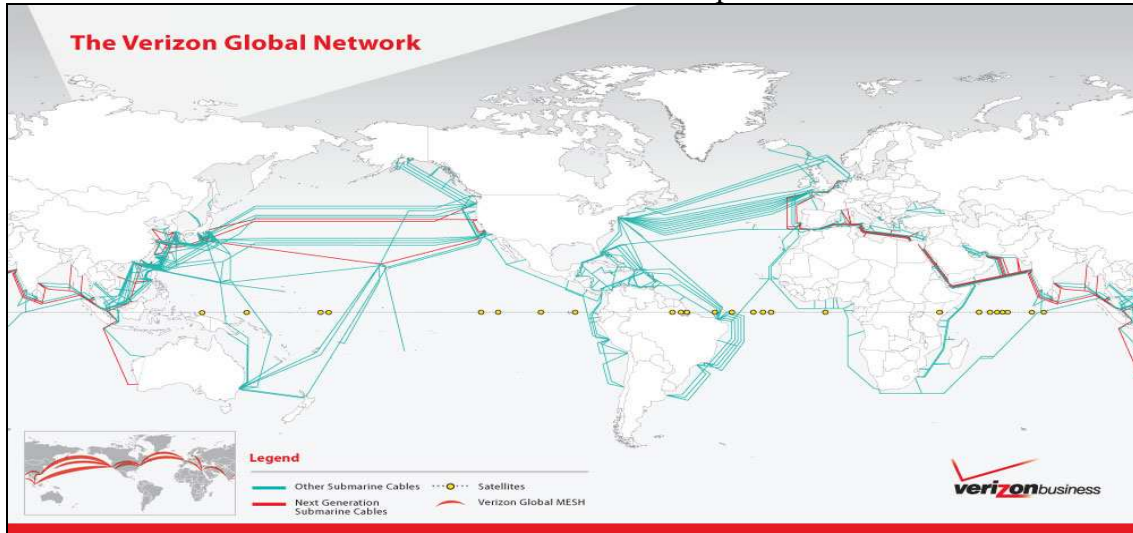 The Verizon Global Network
Legend
Other Submarine Cables
Satellites
Next Generation
Submarine Cables
Verizon Global MESH
verizonbusiness